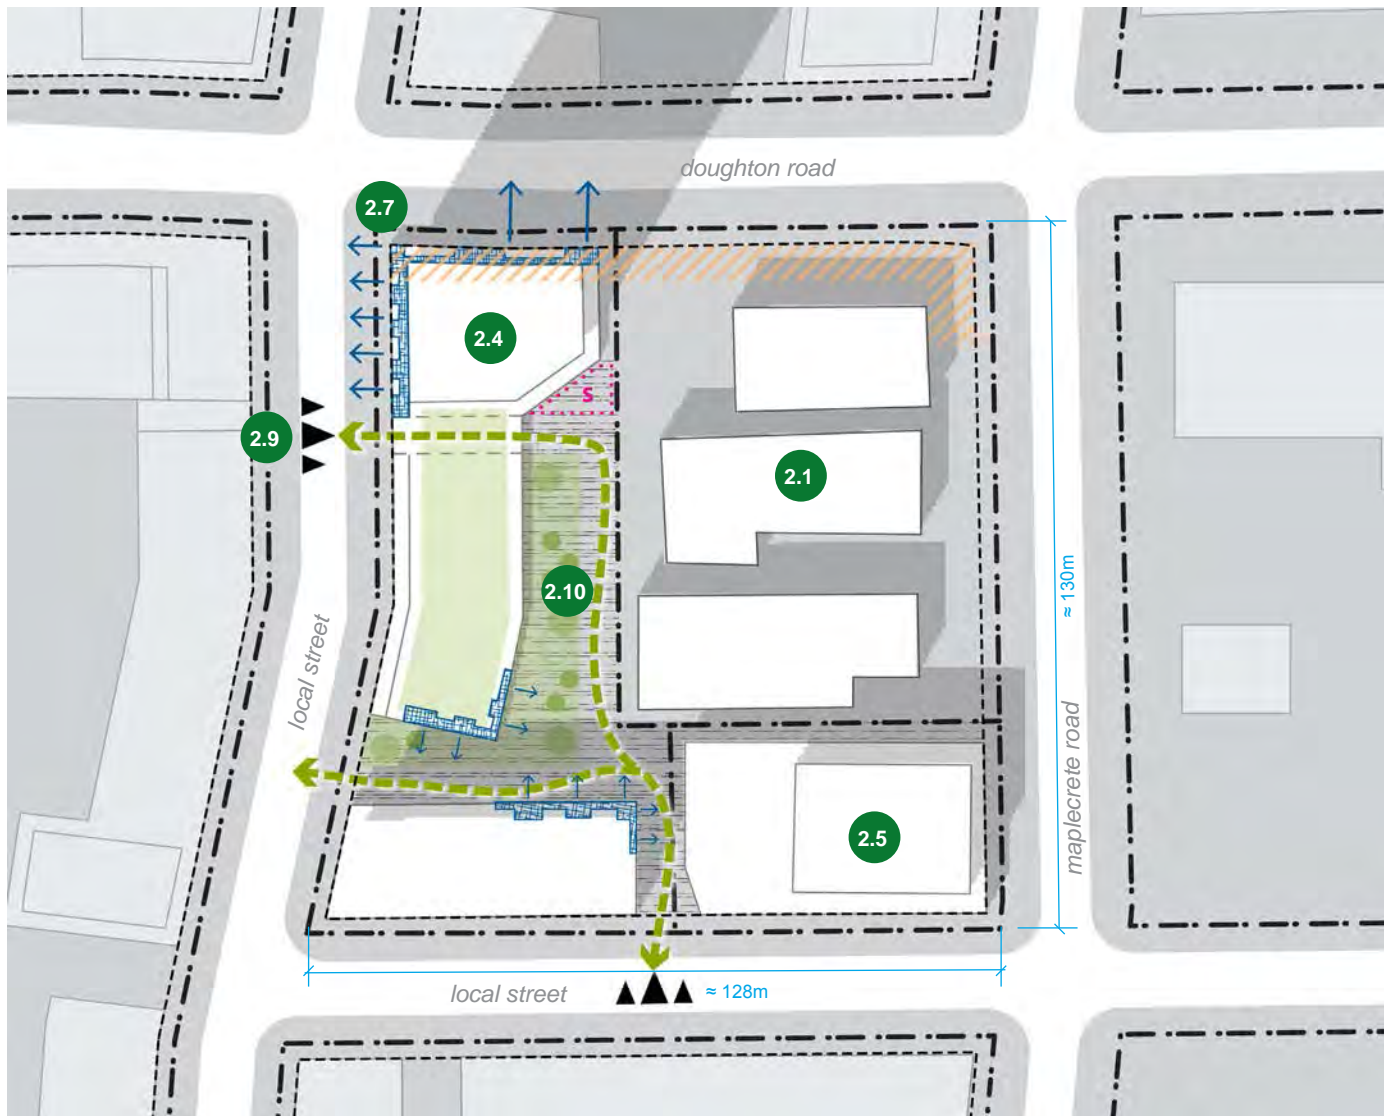 doughton road
2.7
2.4
S
2.9
2.1
≈ 130m
2.10
local street
maplecrete road
2.5
local street
≈ 128m